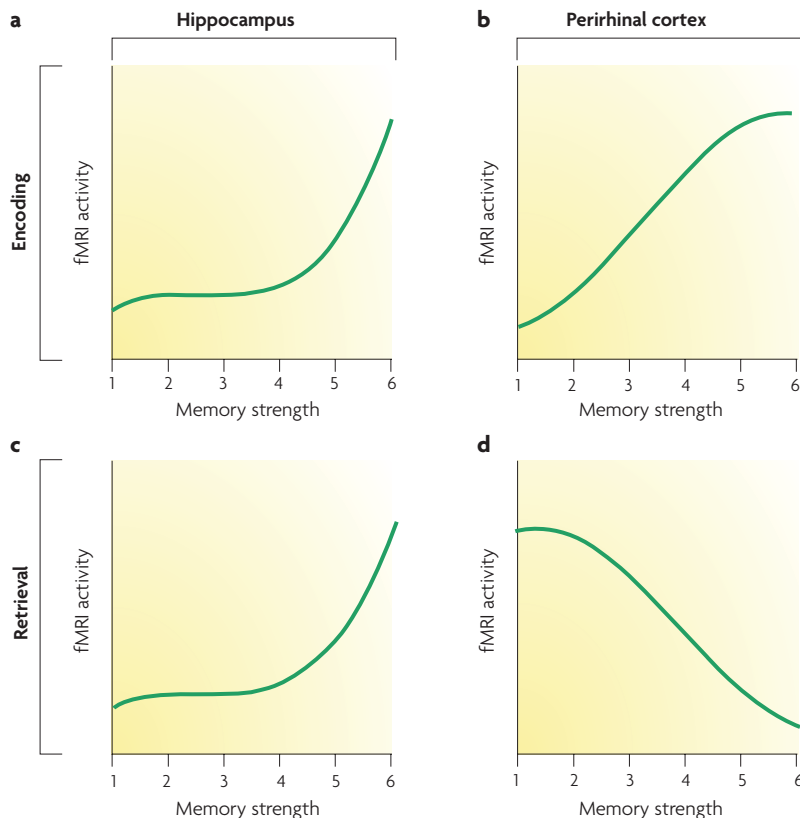 a
Hippocampus
b
Perirhinal cortex
Encoding
fMRI activity
1 2 3 4 5 6
Memory strength
fMRI activity
1 2 3 4 5 6
Memory strength
c
d
Retrieval
fMRI activity
1 2 3 4 5 6
Memory strength
fMRI activity
1 2 3 4 5 6
Memory strength